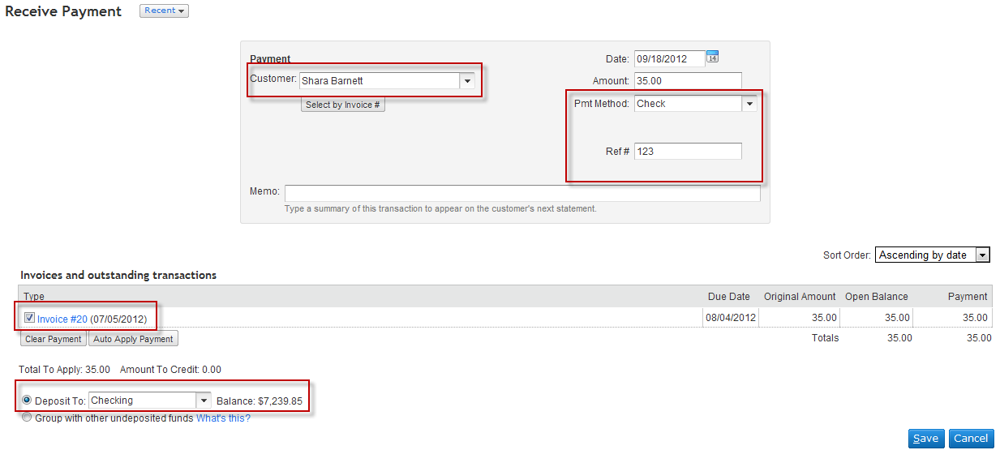 Receive Payment Recent
Payment
Date: 09/18/2012 14
Customer: Shara Barnett
Amount: 35.00
Select by Invoice #
Pmt Method: Check
Ref # 123
Memo:
Type a summary of this transaction to appear on the customer's next statement.
Sort Order: Ascending by date
Invoices and outstanding transactions
Type Due Date Original Amount Open Balance Payment
Invoice #20 (07/05/2012) 08/04/2012 35.00 35.00 35.00
Clear Payment Auto Apply Payment Totals 35.00 35.00
Total To Apply: 35.00 Amount To Credit: 0.00
Deposit To: Checking Balance: $7,239.85
Group with other undeposited funds What's this?
Save Cancel